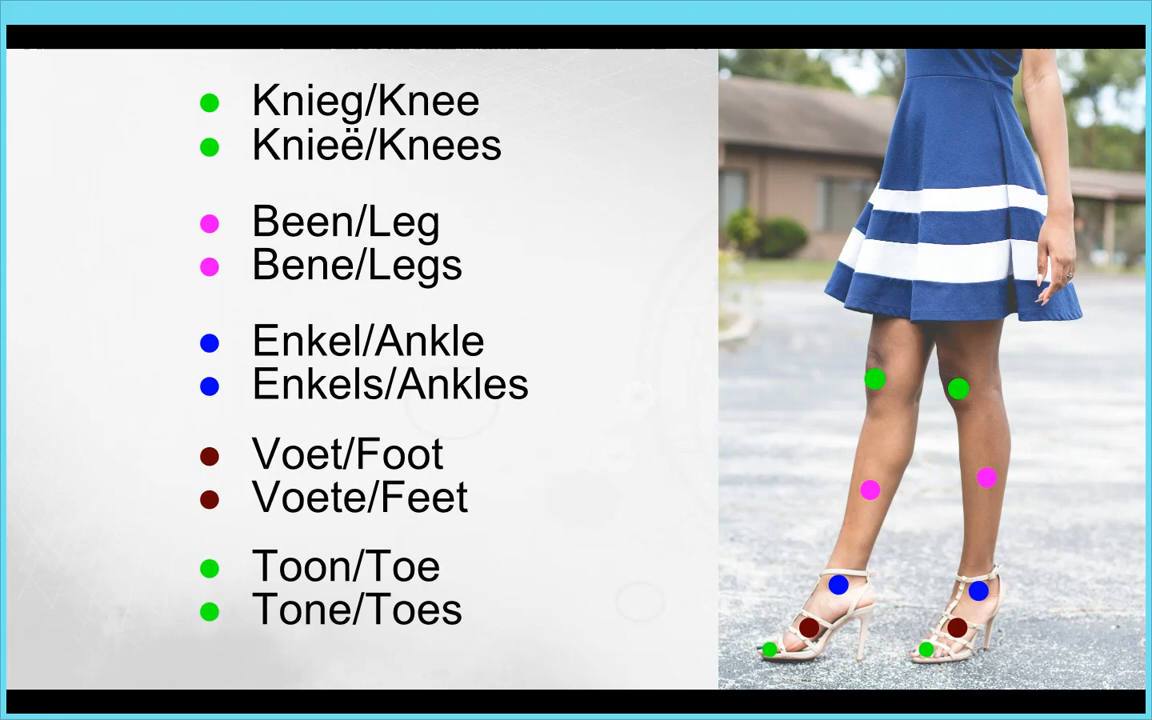 Knieg/Knee
Knieë/Knees
Been/Leg
Bene/Legs
Enkel/Ankle
Enkels/Ankles
Voet/Foot
Voete/Feet
Toon/Toe
Tone/Toes